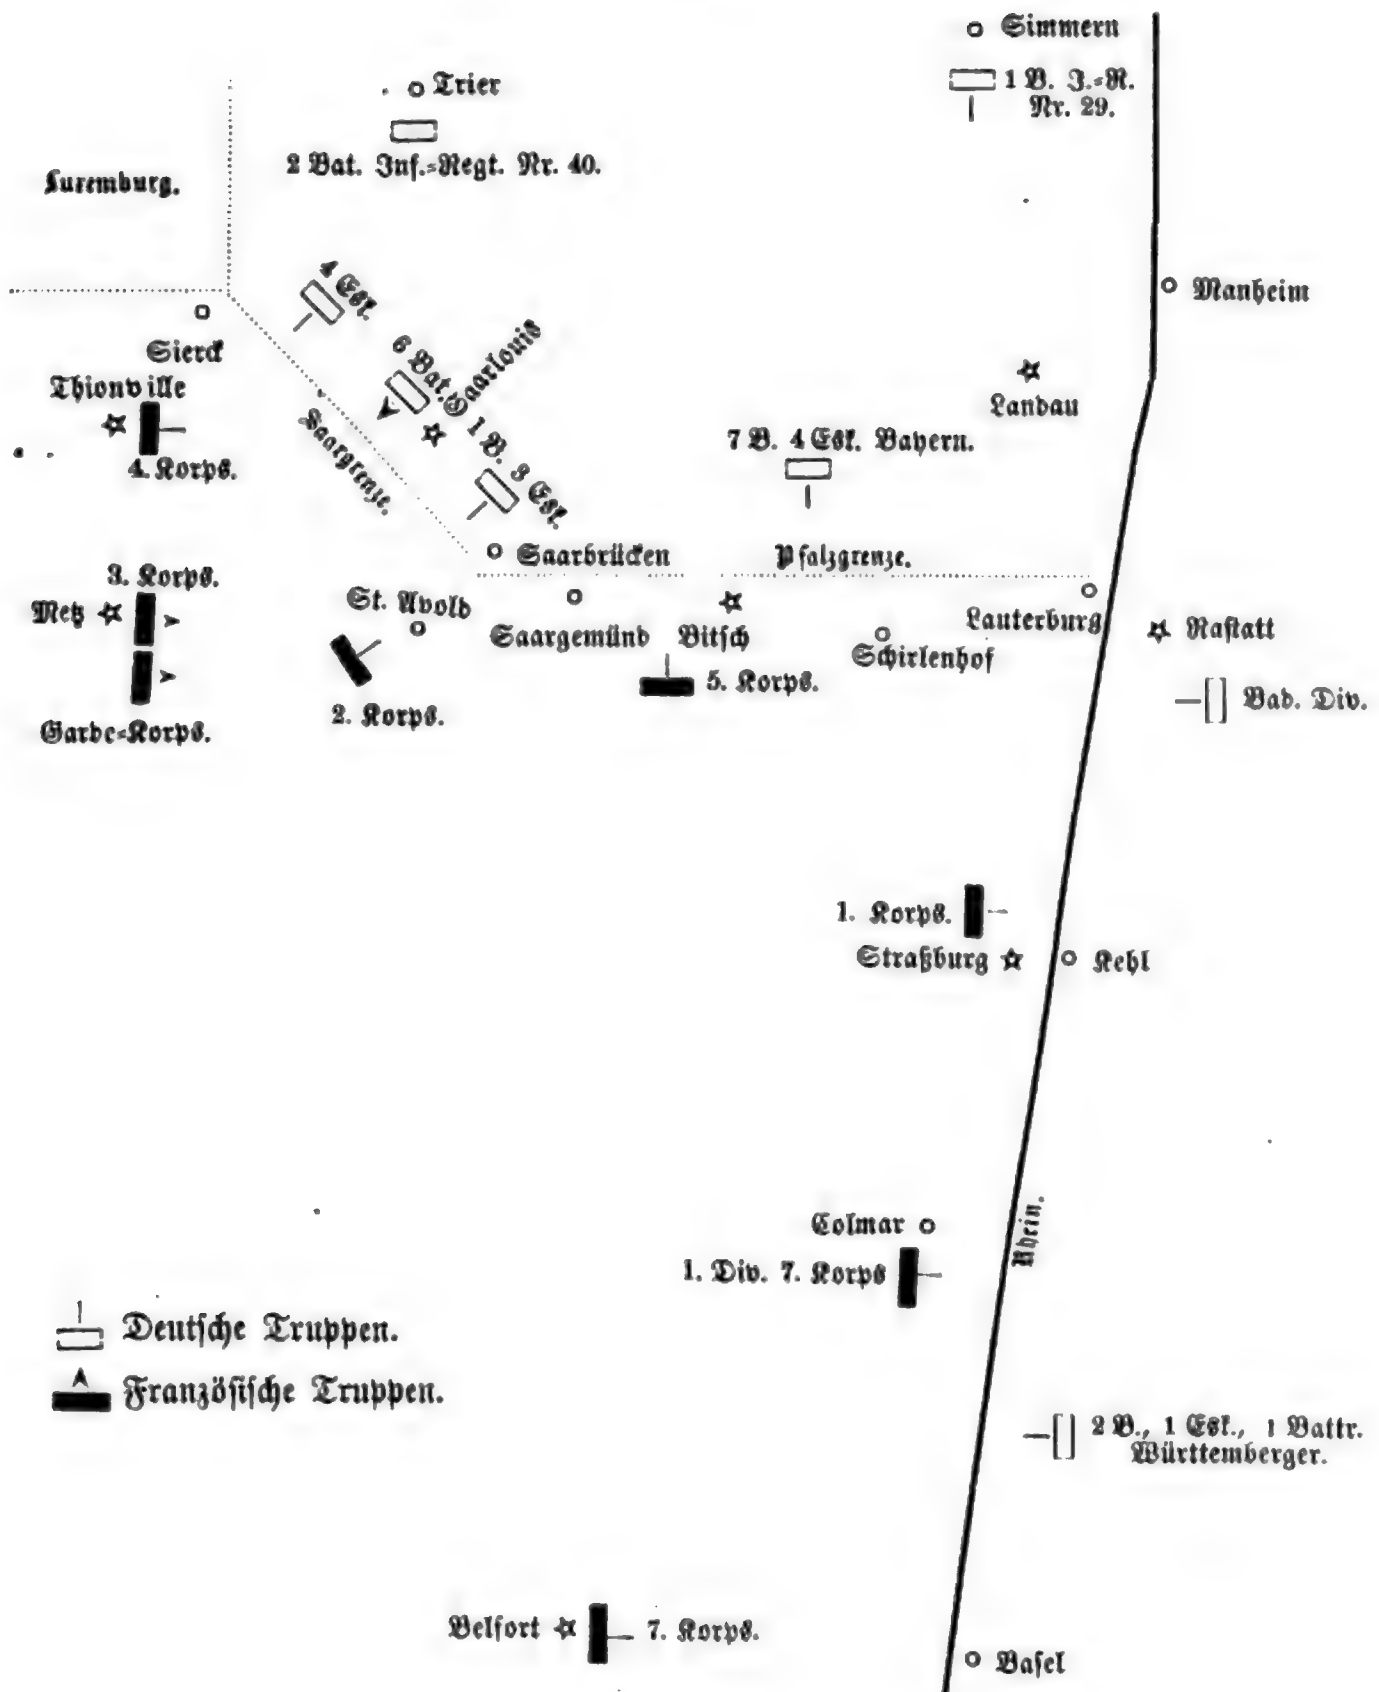 Simmern
1 B. J.=R.
Nr. 29.
Trier
2 Bat. Inf.=Regt. Nr. 40.
Luxemburg.
Manheim
4 Esk.
Sierck
6 Bat.
Saarlouis
Thionville
4. Korps.
Saargrenze.
1 B. 3 Esk.
Landau
7 B. 4 Esk. Bayern.
Saarbrücken
Pfalzgrenze.
3. Korps.
Metz
St. Avold
Saargemünd
Bitsch
Schirlenhof
Lauterburg
Rastatt
2. Korps.
5. Korps.
Bad. Div.
Garde=Korps.
1. Korps.
Straßburg
Kehl
Rhein.
Colmar
1. Div. 7. Korps
Deutsche Truppen.
Französische Truppen.
2 B., 1 Esk., 1 Battr.
Württemberger.
Belfort
7. Korps.
Basel